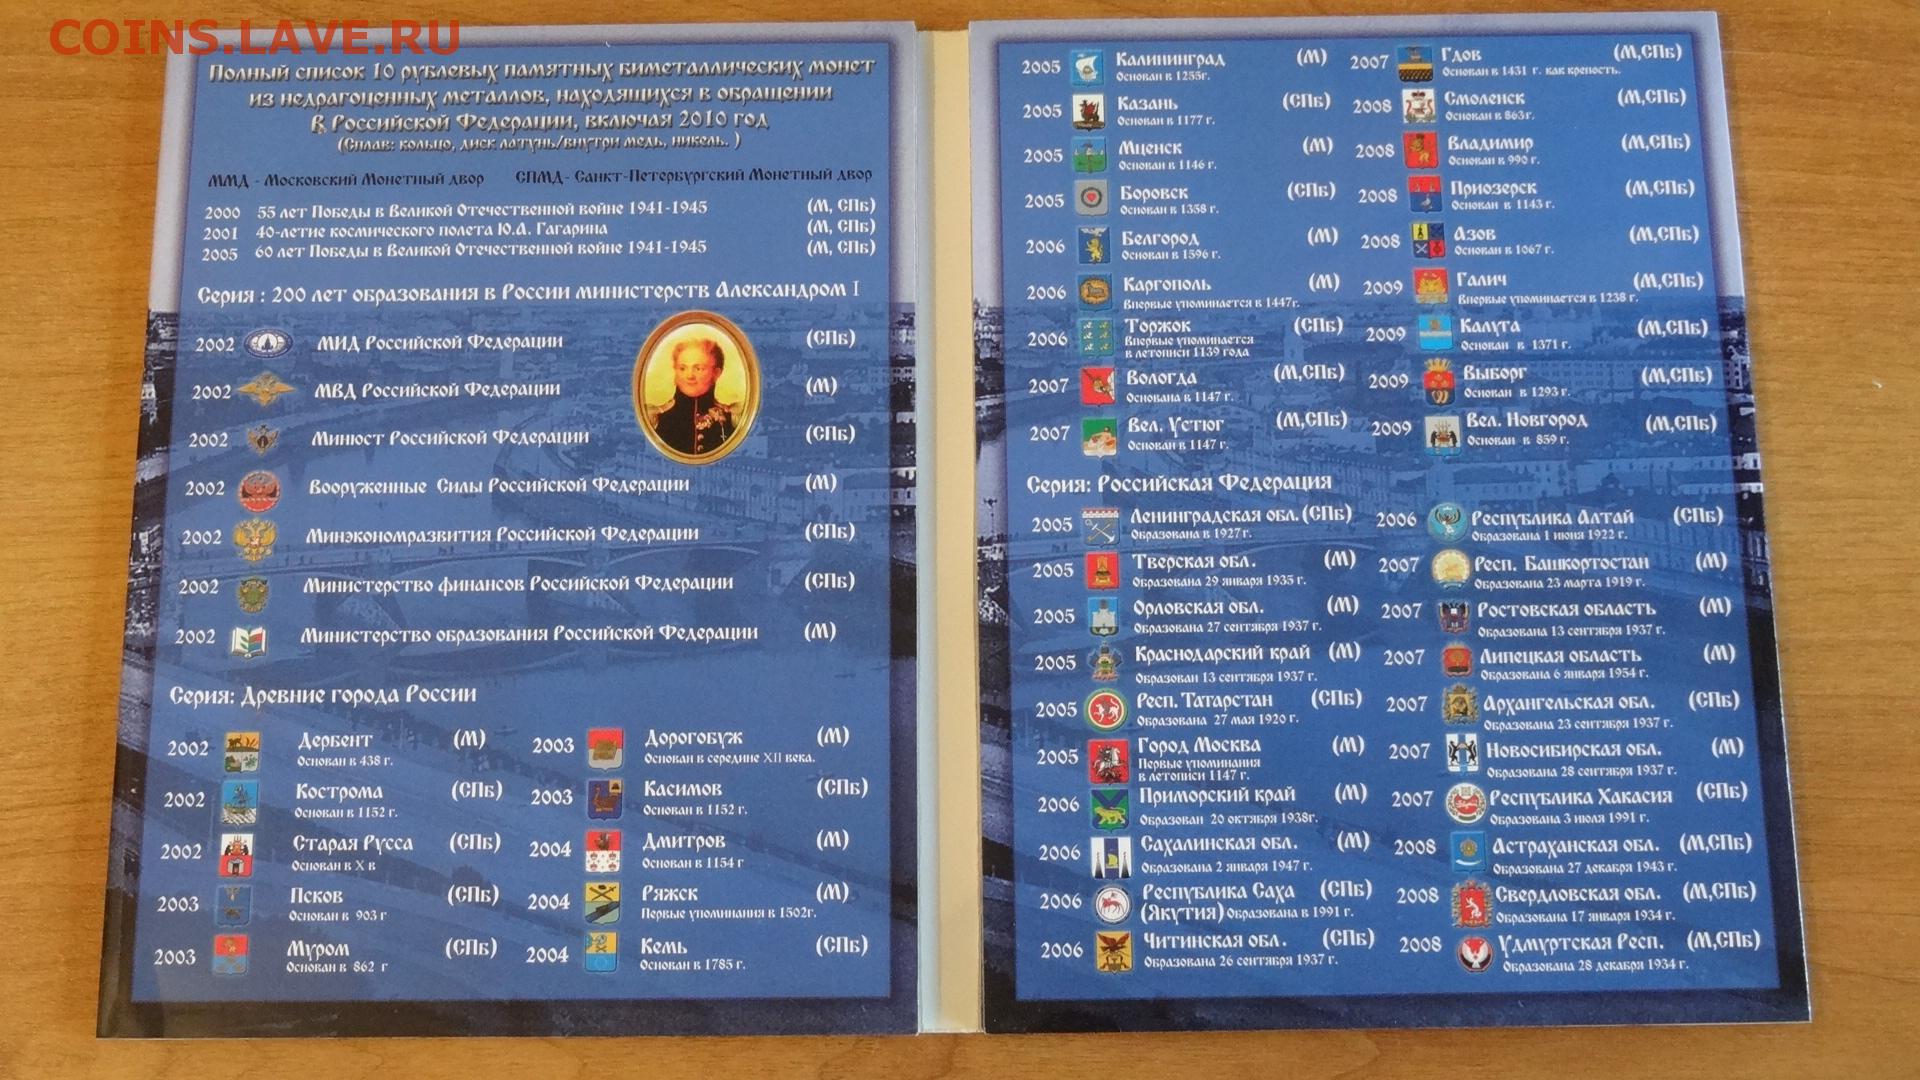 COINS.LAVE.RU
Полный список 10 рублевых памятных биметаллических монет
из недрагоценных металлов, находящихся в обращении
в Российской Федерации, включая 2010 год
(Сплав: кольцо, диск латунь/внутри медь, никель. )
ММД - Московский Монетный двор СПМД- Санкт-Петербургский Монетный двор
2000 55 лет Победы в Великой Отечественной войне 1941-1945 (М, СПб)
2001 40-летие космического полета Ю.А. Гагарина (М, СПб)
2005 60 лет Победы в Великой Отечественной войне 1941-1945 (М, СПб)
Серия : 200 лет образования в России министерств Александром I
2002 МИД Российской Федерации (СПб)
2002 МВД Российской Федерации (М)
2002 Минюст Российской Федерации (СПб)
2002 Вооруженные Силы Российской Федерации (М)
2002 Минэкономразвития Российской Федерации (СПб)
2002 Министерство финансов Российской Федерации (СПб)
2002 Министерство образования Российской Федерации (М)
Серия: Древние города России
2002 Дербент (М)
Основан в 438 г.
2002 Кострома (СПб)
Основан в 1152 г.
2002 Старая Русса (СПб)
Основан в X в
2003 Псков (СПб)
Основан в 903 г
2003 Муром (СПб)
Основан в 862 г
2003 Дорогобуж (М)
Основан в середине XII века.
2003 Касимов (СПб)
Основан в 1152 г.
2004 Дмитров (М)
Основан в 1154 г
2004 Ряжск (М)
Первые упоминания в 1502г.
2004 Кемь (СПб)
Основан в 1785 г.
2005 Калининград (М)
Основан в 1255г.
2005 Казань (СПб)
Основан в 1177 г.
2005 Мценск (М)
Основан в 1146 г.
2005 Боровск (СПб)
Основан в 1358 г.
2006 Белгород (М)
Основан в 1596 г.
2006 Каргополь (М)
Впервые упоминается в 1447г.
2006 Торжок (СПб)
Впервые упоминается
в летописи 1139 года
2007 Вологда (М,СПб)
Основана в 1147 г.
2007 Вел. Устюг (М,СПб)
Основан в 1147 г.
2007 Гдов (М,СПб)
Основан в 1431 г. как крепость.
2008 Смоленск (М,СПб)
Основан в 863г.
2008 Владимир (М,СПб)
Основан в 990 г.
2008 Приозерск (М,СПб)
Основан в 1143 г.
2008 Азов (М,СПб)
Основан в 1067 г.
2009 Галич (М,СПб)
Впервые упоминается в 1238 г.
2009 Калуга (М,СПб)
Основан в 1371 г.
2009 Выборг (М,СПб)
Основан в 1293 г.
2009 Вел. Новгород (М,СПб)
Основан в 859 г.
Серия: Российская Федерация
2005 Ленинградская обл. (СПб)
Образована в 1927 г.
2005 Тверская обл. (М)
Образована 29 января 1935 г.
2005 Орловская обл. (М)
Образована 27 сентября 1937 г.
2005 Краснодарский край (М)
Образован 13 сентября 1937 г.
2005 Респ. Татарстан (СПб)
Образована 27 мая 1920 г.
2005 Город Москва (М)
Первые упоминания
в летописи 1147 г.
2006 Приморский край (М)
Образован 20 октября 1938г.
2006 Сахалинская обл. (М)
Образована 2 января 1947 г.
2006 Республика Саха (СПб)
(Якутия) Образована в 1991 г.
2006 Читинская обл. (СПб)
Образована 26 сентября 1937 г.
2006 Республика Алтай (СПб)
Образована 1 июня 1922 г.
2007 Респ. Башкортостан (М)
Образована 23 марта 1919 г.
2007 Ростовская область (М)
Образована 13 сентября 1937 г.
2007 Липецкая область (М)
Образована 6 января 1954 г.
2007 Архангельская обл. (СПб)
Образована 23 сентября 1937 г.
2007 Новосибирская обл. (М)
Образована 28 сентября 1937 г.
2007 Республика Хакасия (СПб)
Образована 3 июля 1991 г.
2008 Астраханская обл. (М,СПб)
Образована 27 декабря 1943 г.
2008 Свердловская обл. (М,СПб)
Образована 17 января 1934 г.
2008 Удмуртская Респ. (М,СПб)
Образована 28 декабря 1934 г.